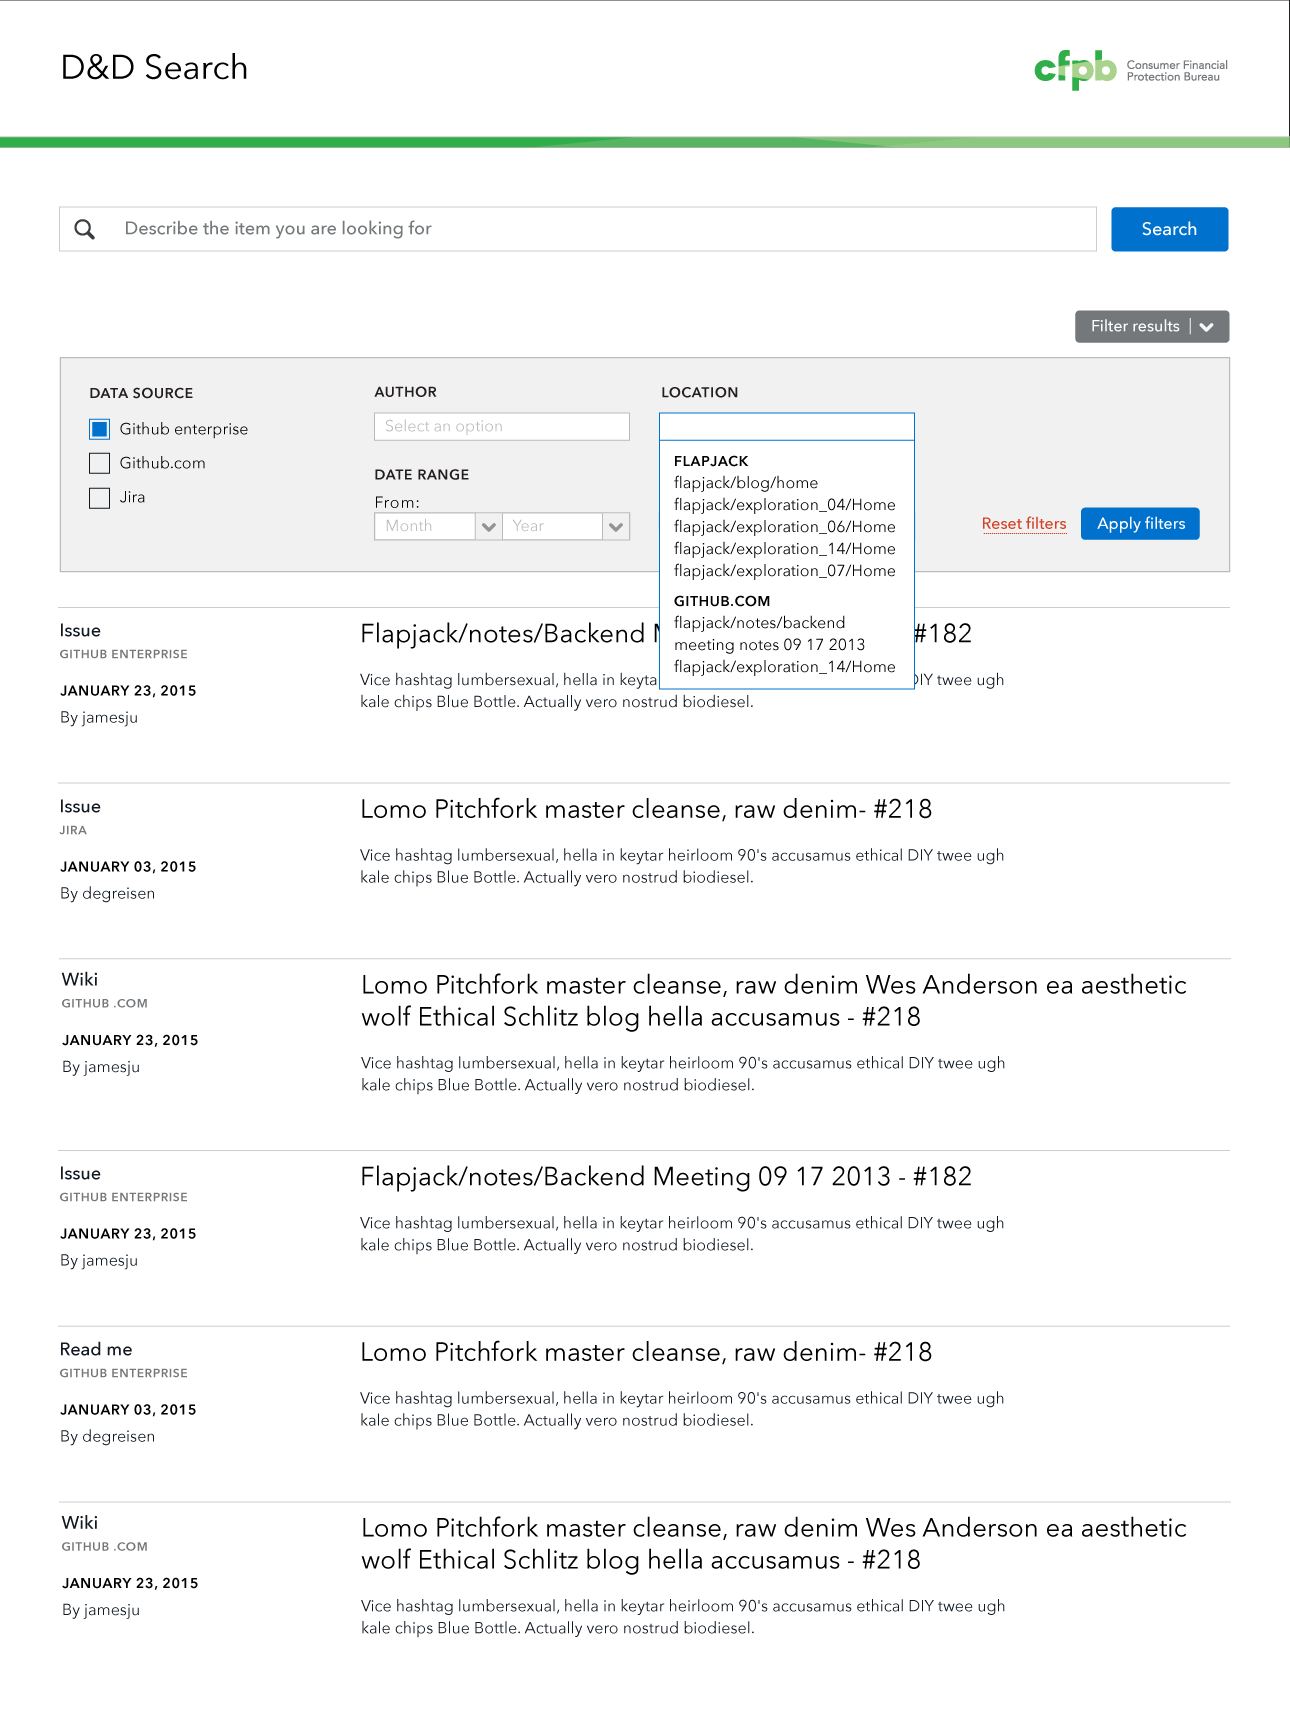 D&D Search
cfpb
Consumer Financial
Protection Bureau
Describe the item you are looking for
Search
Filter results
DATA SOURCE
Github enterprise
Github.com
Jira
AUTHOR
Select an option
DATE RANGE
From:
Month
Year
LOCATION
FLAPJACK
flapjack/blog/home
flapjack/exploration_04/Home
flapjack/exploration_06/Home
flapjack/exploration_14/Home
flapjack/exploration_07/Home
GITHUB.COM
flapjack/notes/backend
meeting notes 09 17 2013
flapjack/exploration_14/Home
Reset filters
Apply filters
Issue
GITHUB ENTERPRISE
JANUARY 23, 2015
By jamesju
Flapjack/notes/Backend #182
Vice hashtag lumbersexual, hella in twee ugh
kale chips Blue Bottle. Actually vero nostrud biodiesel.
Issue
JIRA
JANUARY 03, 2015
By degreisen
Lomo Pitchfork master cleanse, raw denim- #218
Vice hashtag lumbersexual, hella in keytar heirloom 90's accusamus ethical DIY twee ugh
kale chips Blue Bottle. Actually vero nostrud biodiesel.
Wiki
GITHUB .COM
JANUARY 23, 2015
By jamesju
Lomo Pitchfork master cleanse, raw denim Wes Anderson ea aesthetic
wolf Ethical Schlitz blog hella accusamus - #218
Vice hashtag lumbersexual, hella in keytar heirloom 90's accusamus ethical DIY twee ugh
kale chips Blue Bottle. Actually vero nostrud biodiesel.
Issue
GITHUB ENTERPRISE
JANUARY 23, 2015
By jamesju
Flapjack/notes/Backend Meeting 09 17 2013 - #182
Vice hashtag lumbersexual, hella in keytar heirloom 90's accusamus ethical DIY twee ugh
kale chips Blue Bottle. Actually vero nostrud biodiesel.
Read me
GITHUB ENTERPRISE
JANUARY 03, 2015
By degreisen
Lomo Pitchfork master cleanse, raw denim- #218
Vice hashtag lumbersexual, hella in keytar heirloom 90's accusamus ethical DIY twee ugh
kale chips Blue Bottle. Actually vero nostrud biodiesel.
Wiki
GITHUB .COM
JANUARY 23, 2015
By jamesju
Lomo Pitchfork master cleanse, raw denim Wes Anderson ea aesthetic
wolf Ethical Schlitz blog hella accusamus - #218
Vice hashtag lumbersexual, hella in keytar heirloom 90's accusamus ethical DIY twee ugh
kale chips Blue Bottle. Actually vero nostrud biodiesel.